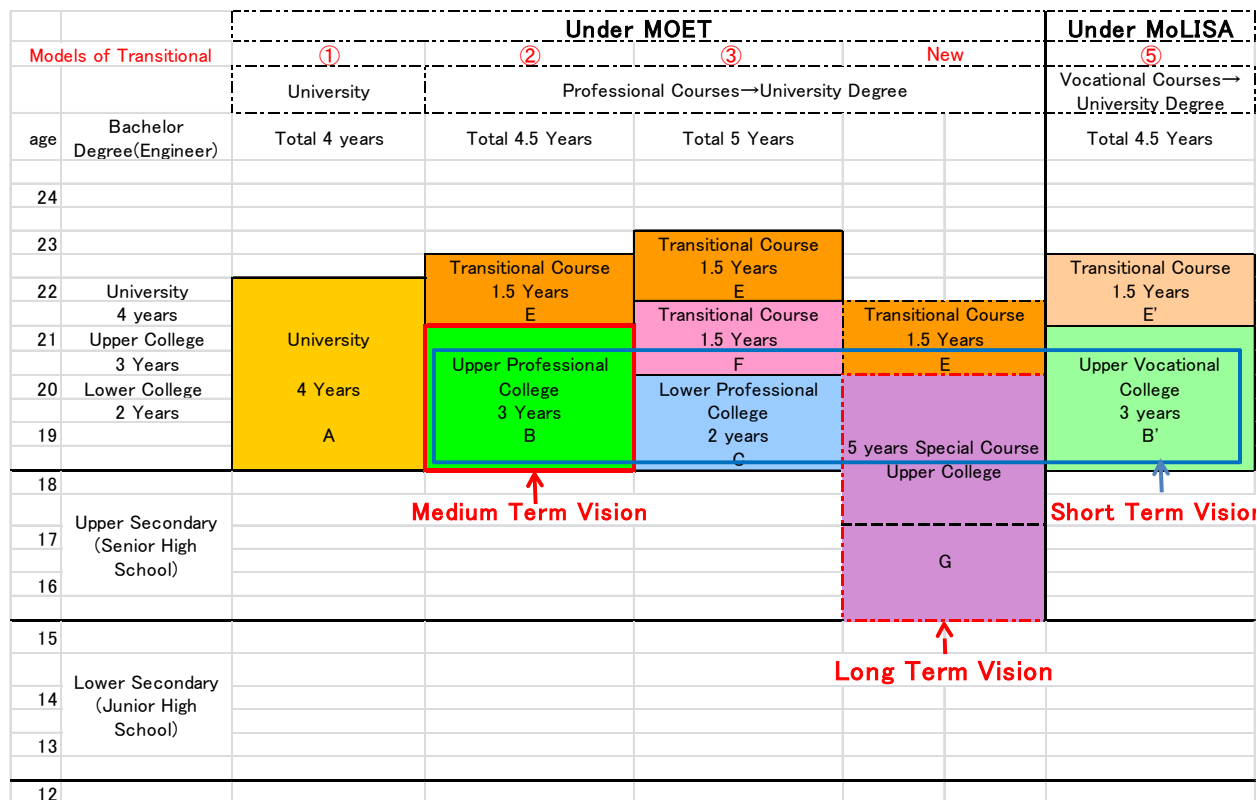 Under MOET
Under MoLISA
Models of Transitional
①
②
③
New
⑤
University
Professional Courses→University Degree
Vocational Courses→
University Degree
age
Bachelor
Degree(Engineer)
Total 4 years
Total 4.5 Years
Total 5 Years
Total 4.5 Years
24
23
22
21
20
19
18
17
16
15
14
13
12
University
4 years
Upper College
3 Years
Lower College
2 Years
Upper Secondary
(Senior High
School)
Lower Secondary
(Junior High
School)
University
4 Years
A
Transitional Course
1.5 Years
E
Upper Professional
College
3 Years
B
Medium Term Vision
Transitional Course
1.5 Years
E
Transitional Course
1.5 Years
F
Lower Professional
College
2 years
C
Transitional Course
1.5 Years
E
5 years Special Course
Upper College
G
Long Term Vision
Transitional Course
1.5 Years
E'
Upper Vocational
College
3 years
B'
Short Term Vision